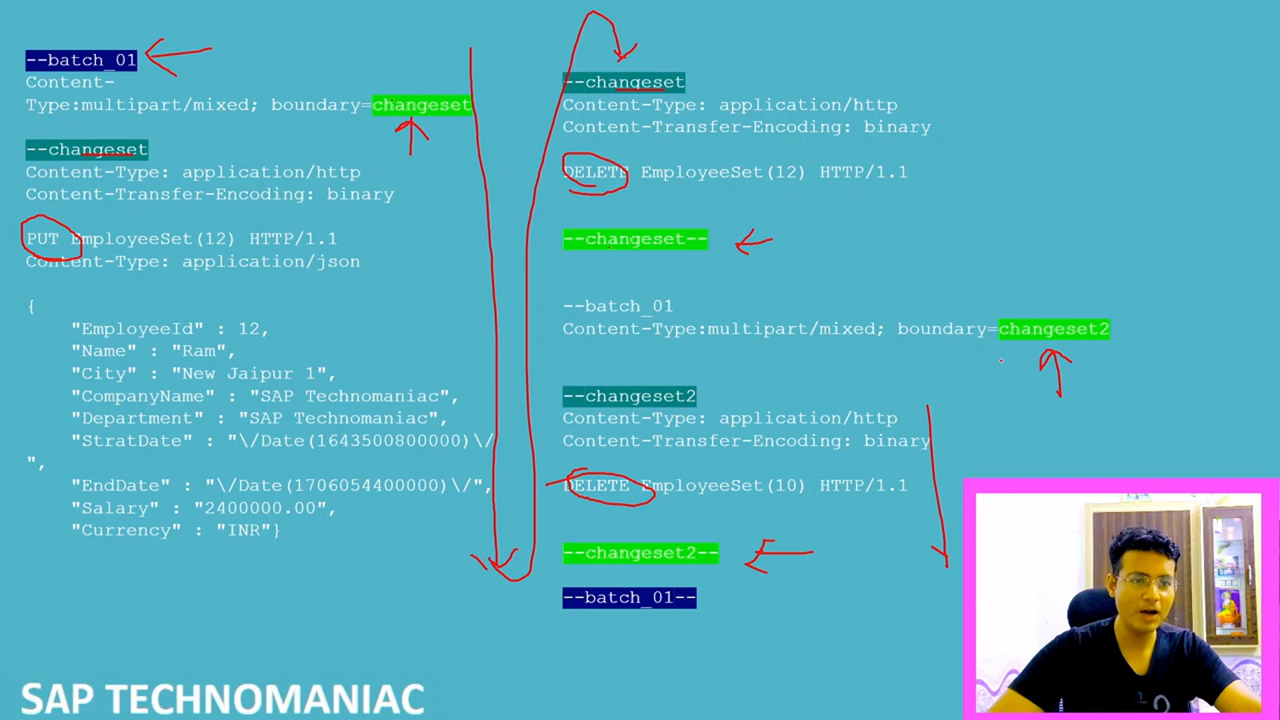 --batch_01
Content-
Type:multipart/mixed; boundary=changeset
--changeset
Content-Type: application/http
Content-Transfer-Encoding: binary
PUT EmployeeSet(12) HTTP/1.1
Content-Type: application/json
{
"EmployeeId" : 12,
"Name" : "Ram",
"City" : "New Jaipur 1",
"CompanyName" : "SAP Technomaniac",
"Department" : "SAP Technomaniac",
"StratDate" : "\/Date(1643500800000)\/
",
"EndDate" : "\/Date(1706054400000)\/",
"Salary" : "2400000.00",
"Currency" : "INR"}
--changeset
Content-Type: application/http
Content-Transfer-Encoding: binary
DELETE EmployeeSet(12) HTTP/1.1
--changeset--
--batch_01
Content-Type:multipart/mixed; boundary=changeset2
--changeset2
Content-Type: application/http
Content-Transfer-Encoding: binary
DELETE EmployeeSet(10) HTTP/1.1
--changeset2--
--batch_01--
SAP TECHNOMANIAC